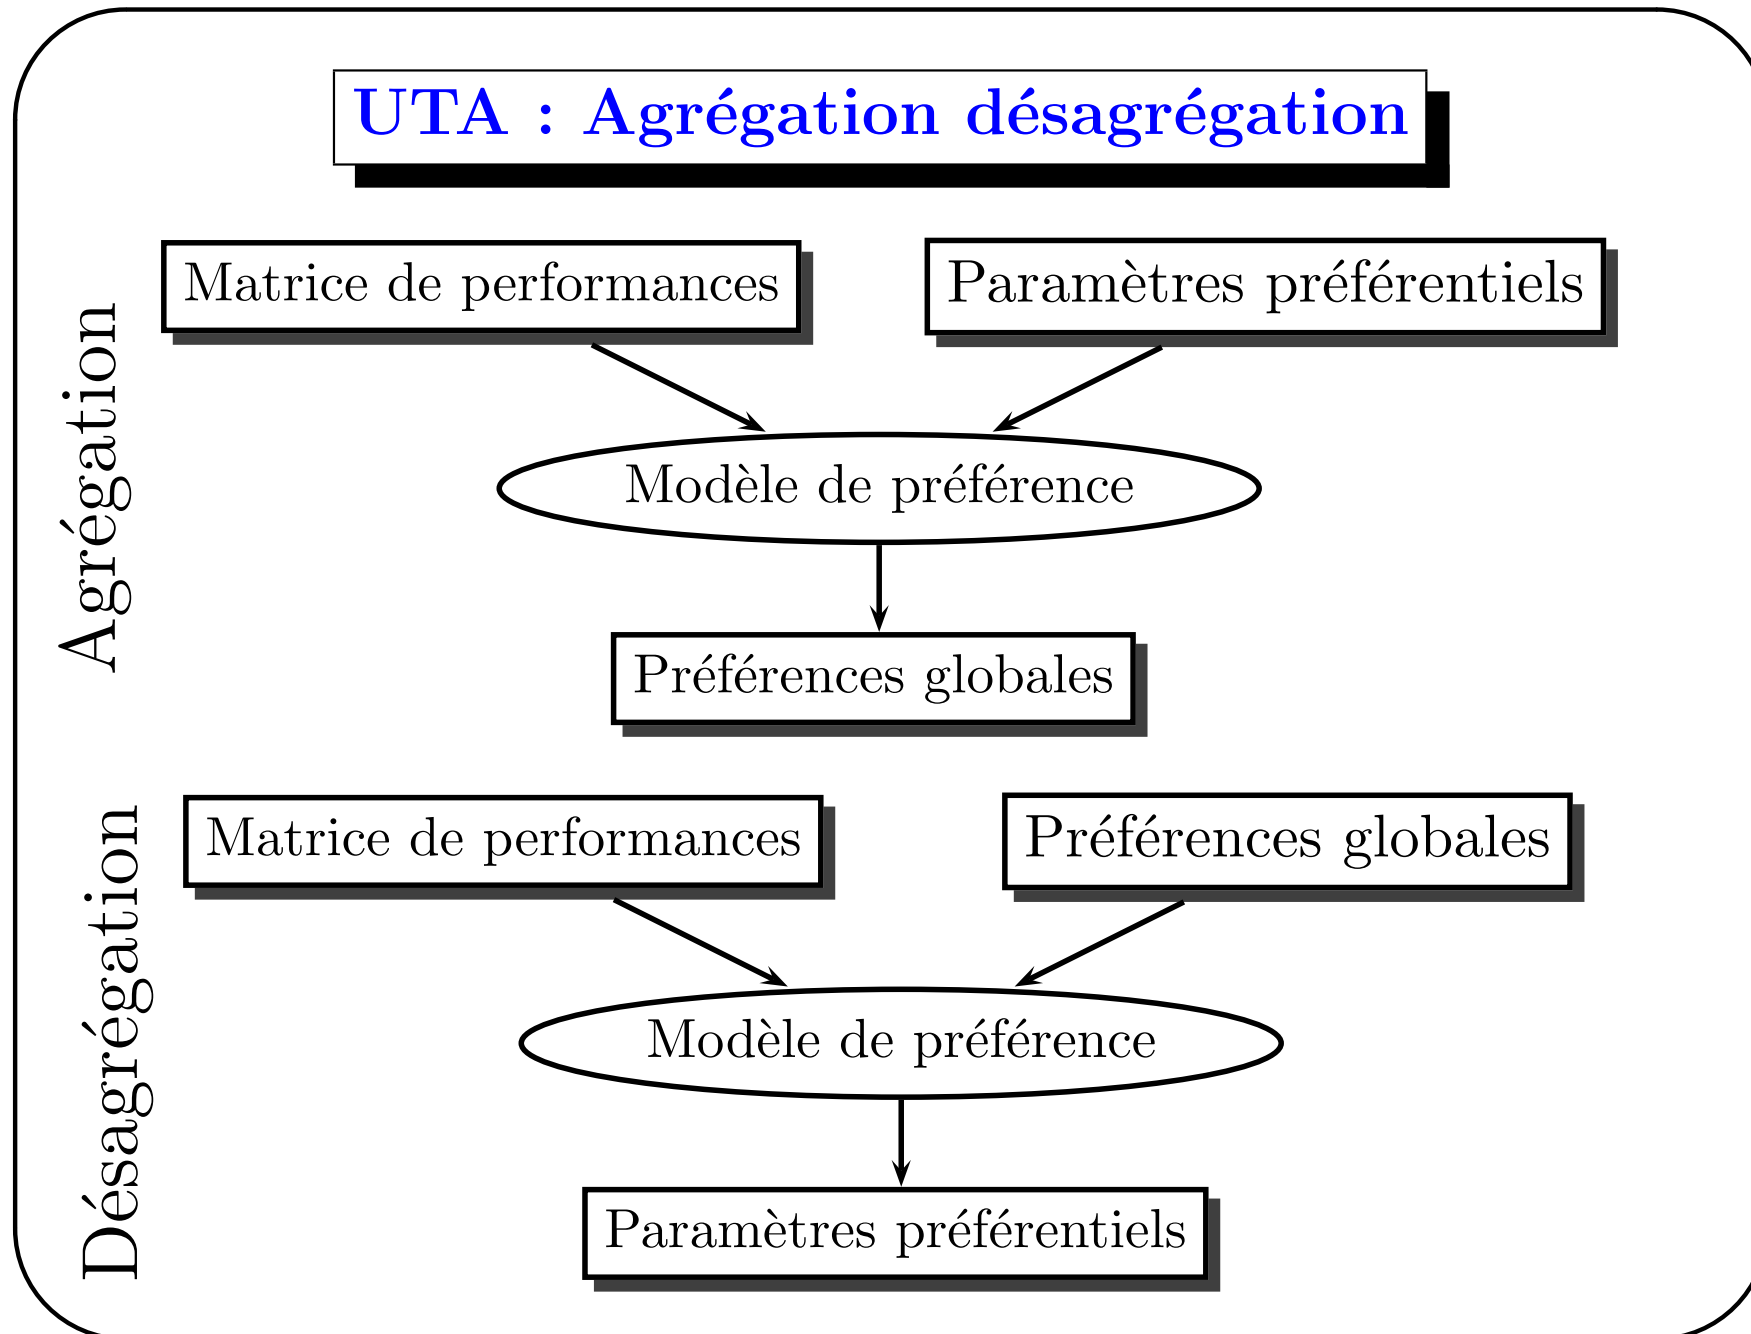 UTA : Agrégation désagrégation
Agrégation
Matrice de performances
Paramètres préférentiels
Modèle de préférence
Préférences globales
Désagrégation
Matrice de performances
Préférences globales
Modèle de préférence
Paramètres préférentiels